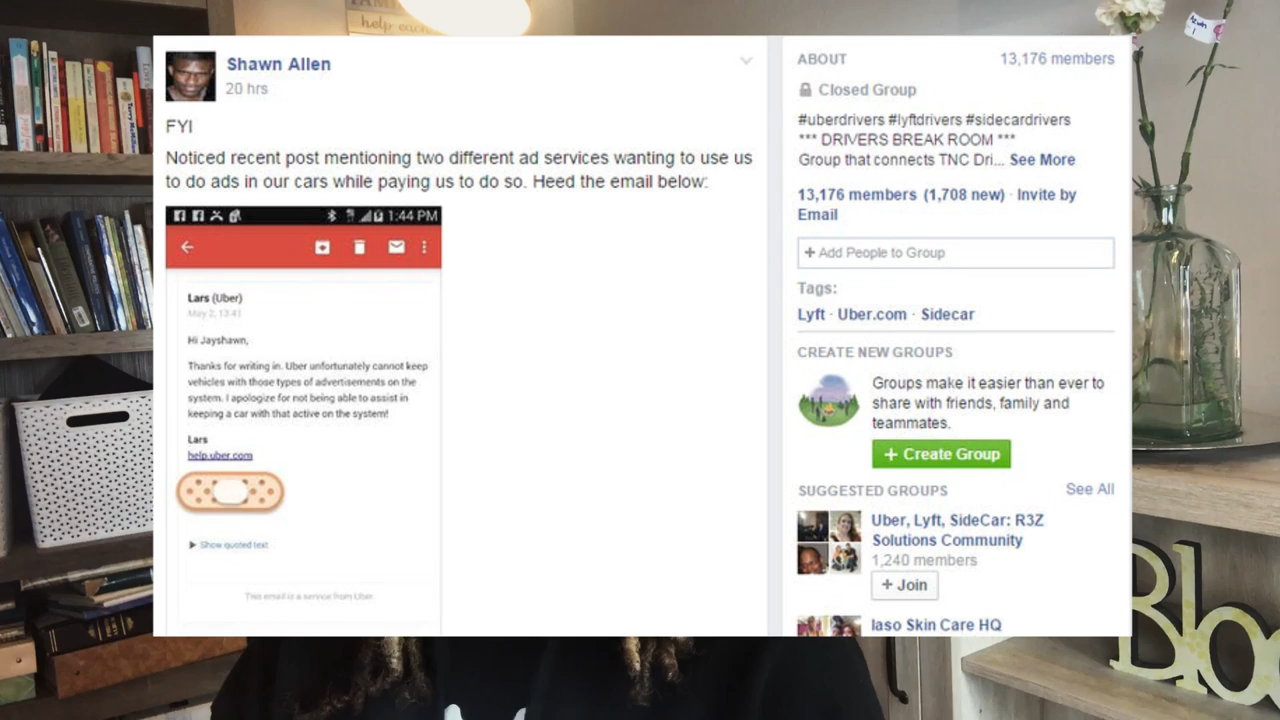 FAMI
help each
Shawn Allen
20 hrs
FYI
Noticed recent post mentioning two different ad services wanting to use us
to do ads in our cars while paying us to do so. Heed the email below:
1:44 PM
Lars (Uber)
May 2, 13:41
Hi Jayshawn,
Thanks for writing in. Uber unfortunately cannot keep
vehicles with those types of advertisements on the
system. I apologize for not being able to assist in
keeping a car with that active on the system!
Lars
help.uber.com
Show quoted text
This email is a service from Uber.
ABOUT
13,176 members
Closed Group
#uberdrivers #lyftdrivers #sidecardrivers
*** DRIVERS BREAK ROOM ***
Group that connects TNC Dri... See More
13,176 members (1,708 new) · Invite by
Email
+ Add People to Group
Tags:
Lyft · Uber.com · Sidecar
CREATE NEW GROUPS
Groups make it easier than ever to
share with friends, family and
teammates.
+ Create Group
SUGGESTED GROUPS
See All
Uber, Lyft, SideCar: R3Z
Solutions Community
1,240 members
+ Join
Iaso Skin Care HQ
Blo